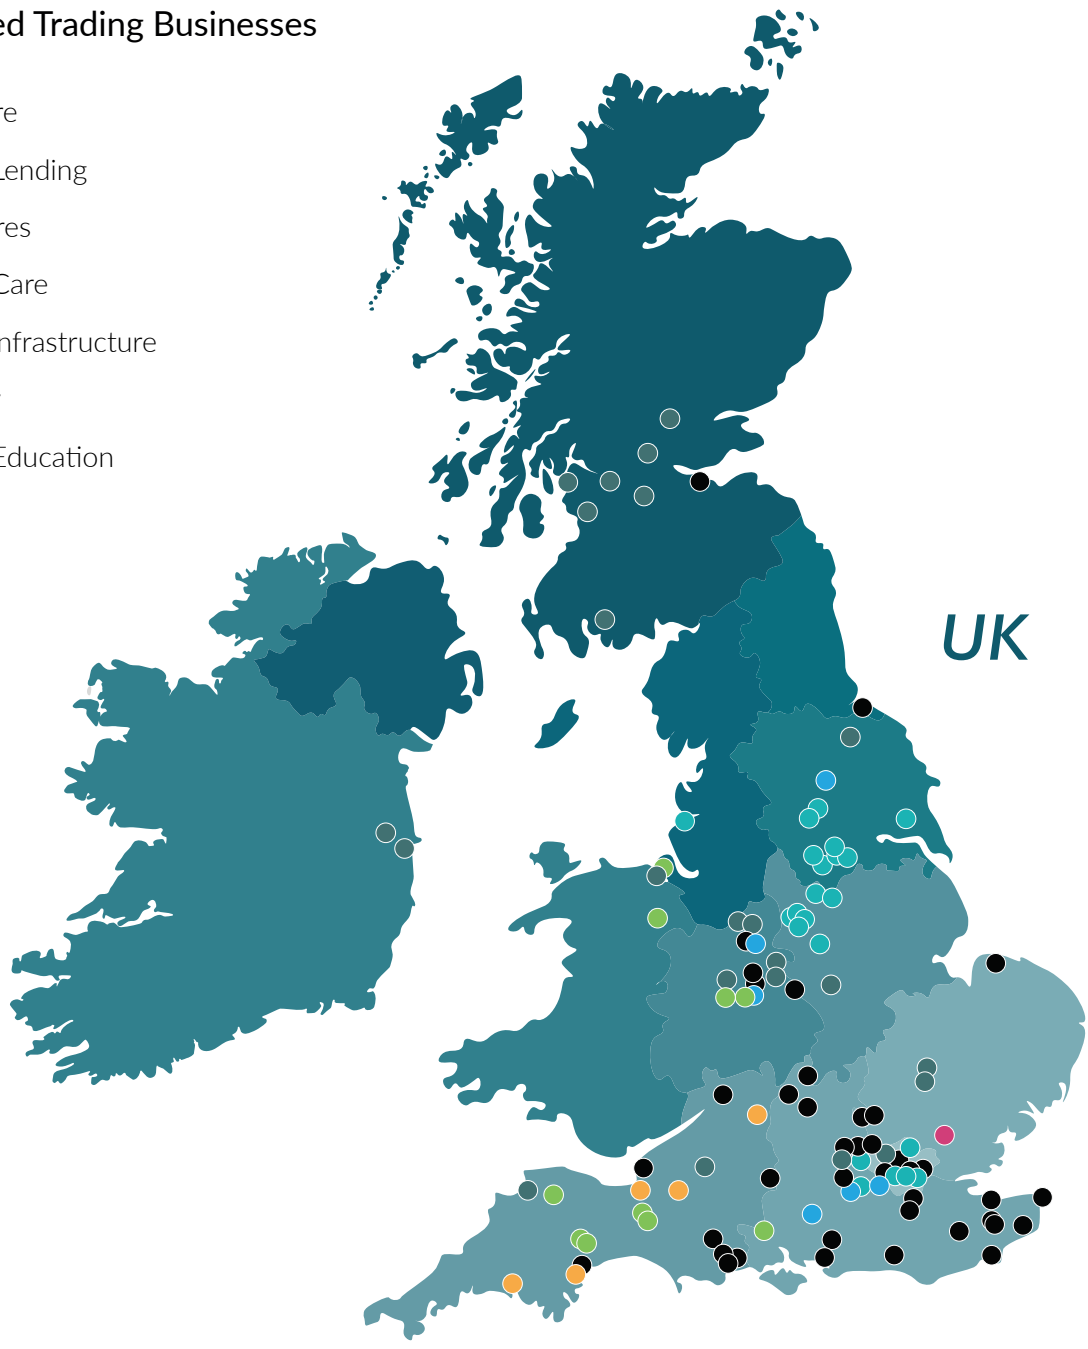 ed Trading Businesses
re
Lending
res
Care
nfrastructure
Education
UK